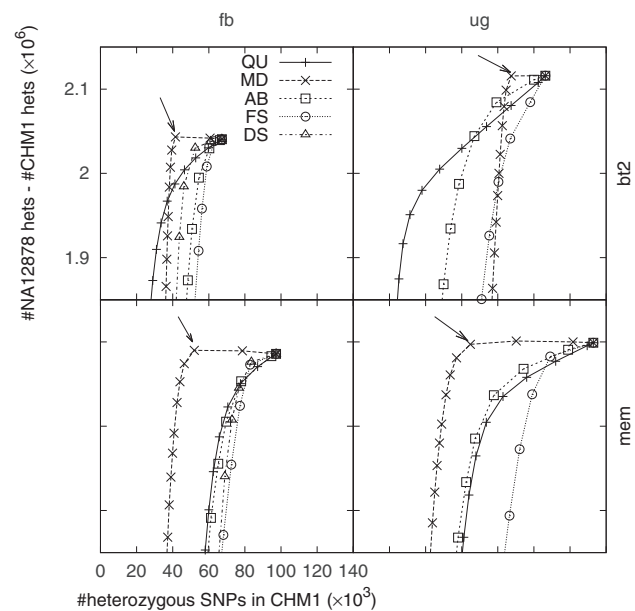 fb ug
#NA12878 hets - #CHM1 hets (×10⁶)
2.1
2
1.9
QU
MD
AB
FS
DS
bt2
mem
0 20 40 60 80 100 120 140
#heterozygous SNPs in CHM1 (×10³)